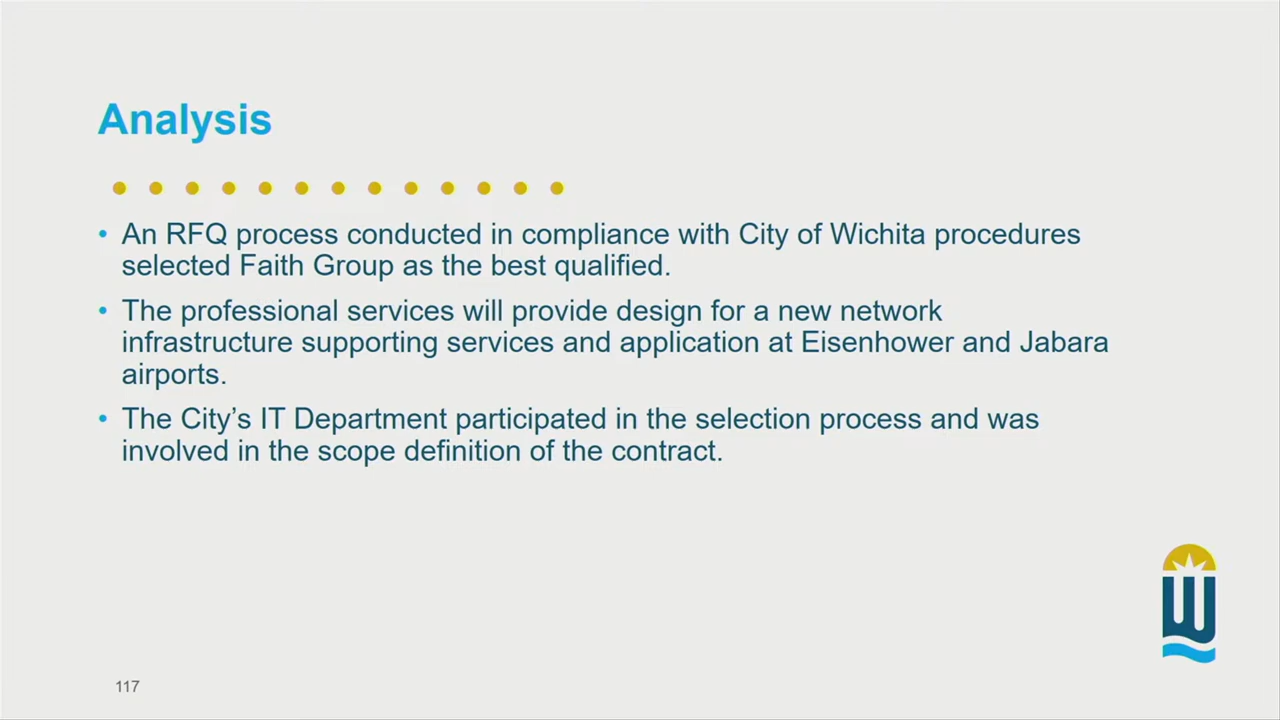 Analysis
• An RFQ process conducted in compliance with City of Wichita procedures
selected Faith Group as the best qualified.
• The professional services will provide design for a new network
infrastructure supporting services and application at Eisenhower and Jabara
airports.
• The City’s IT Department participated in the selection process and was
involved in the scope definition of the contract.
W
117